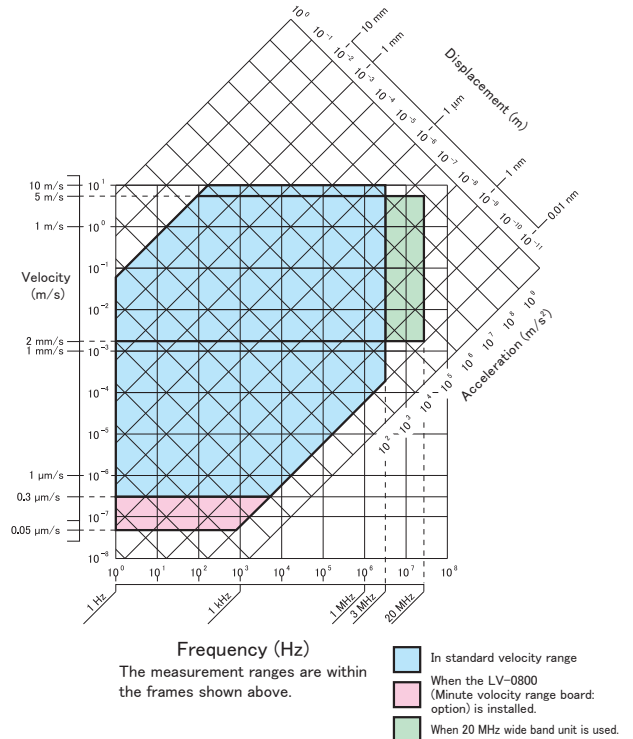 10⁰
10⁻¹
10⁻²
10⁻³
10⁻⁴
10⁻⁵
10⁻⁶
10⁻⁷
10⁻⁸
10⁻⁹
10⁻¹⁰
10⁻¹¹
10 mm
1 mm
1 μm
1 nm
0.01 nm
Displacement (m)
10 m/s
5 m/s
1 m/s
Velocity
(m/s)
2 mm/s
1 mm/s
1 μm/s
0.3 μm/s
0.05 μm/s
10¹
10⁰
10⁻¹
10⁻²
10⁻³
10⁻⁴
10⁻⁵
10⁻⁶
10⁻⁷
10⁻⁸
10⁹
10⁸
10⁷
10⁶
10⁵
10⁴
10³
10²
Acceleration (m/s²)
10⁰ 10¹ 10² 10³ 10⁴ 10⁵ 10⁶ 10⁷ 10⁸
1 Hz 1 kHz 1 MHz 3 MHz 20 MHz
Frequency (Hz)
The measurement ranges are within
the frames shown above.
In standard velocity range
When the LV-0800
(Minute velocity range board:
option) is installed.
When 20 MHz wide band unit is used.